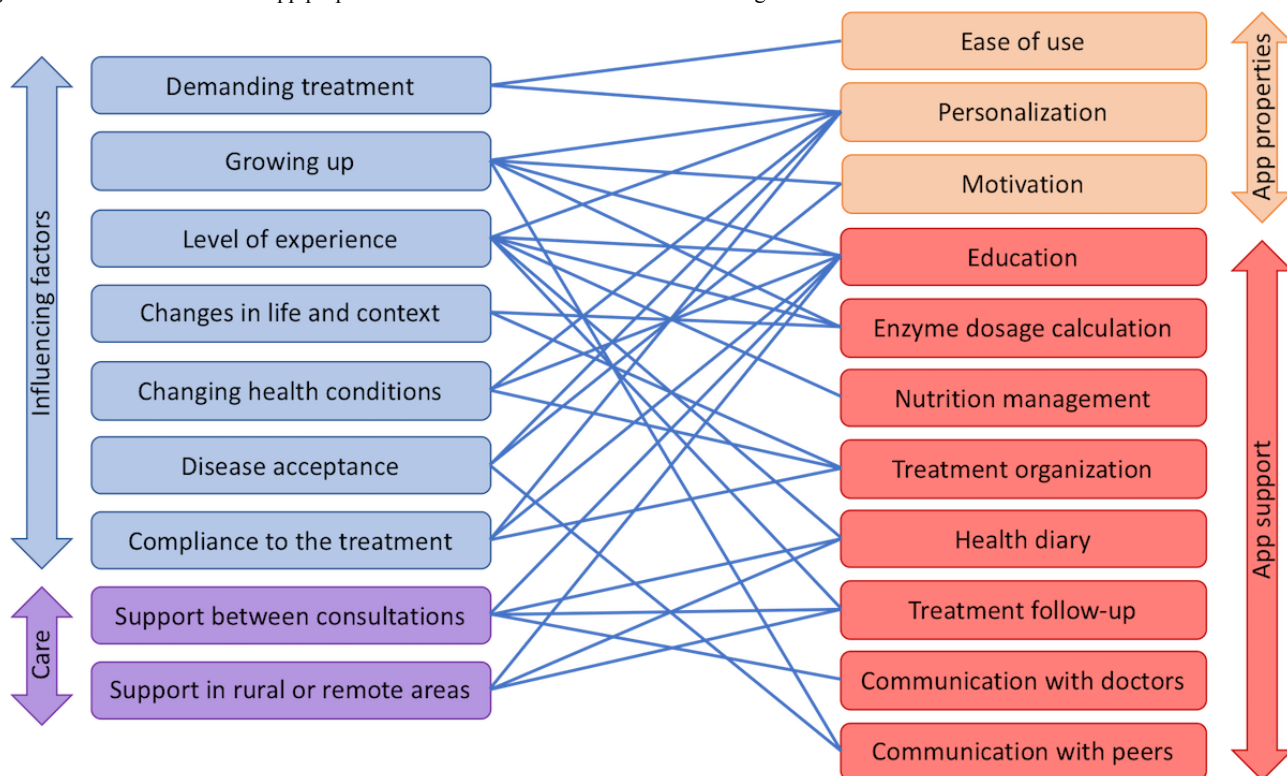 Influencing factors
Demanding treatment
Growing up
Level of experience
Changes in life and context
Changing health conditions
Disease acceptance
Compliance to the treatment
Care
Support between consultations
Support in rural or remote areas
Ease of use
Personalization
Motivation
App properties
Education
Enzyme dosage calculation
Nutrition management
Treatment organization
Health diary
Treatment follow-up
Communication with doctors
Communication with peers
App support